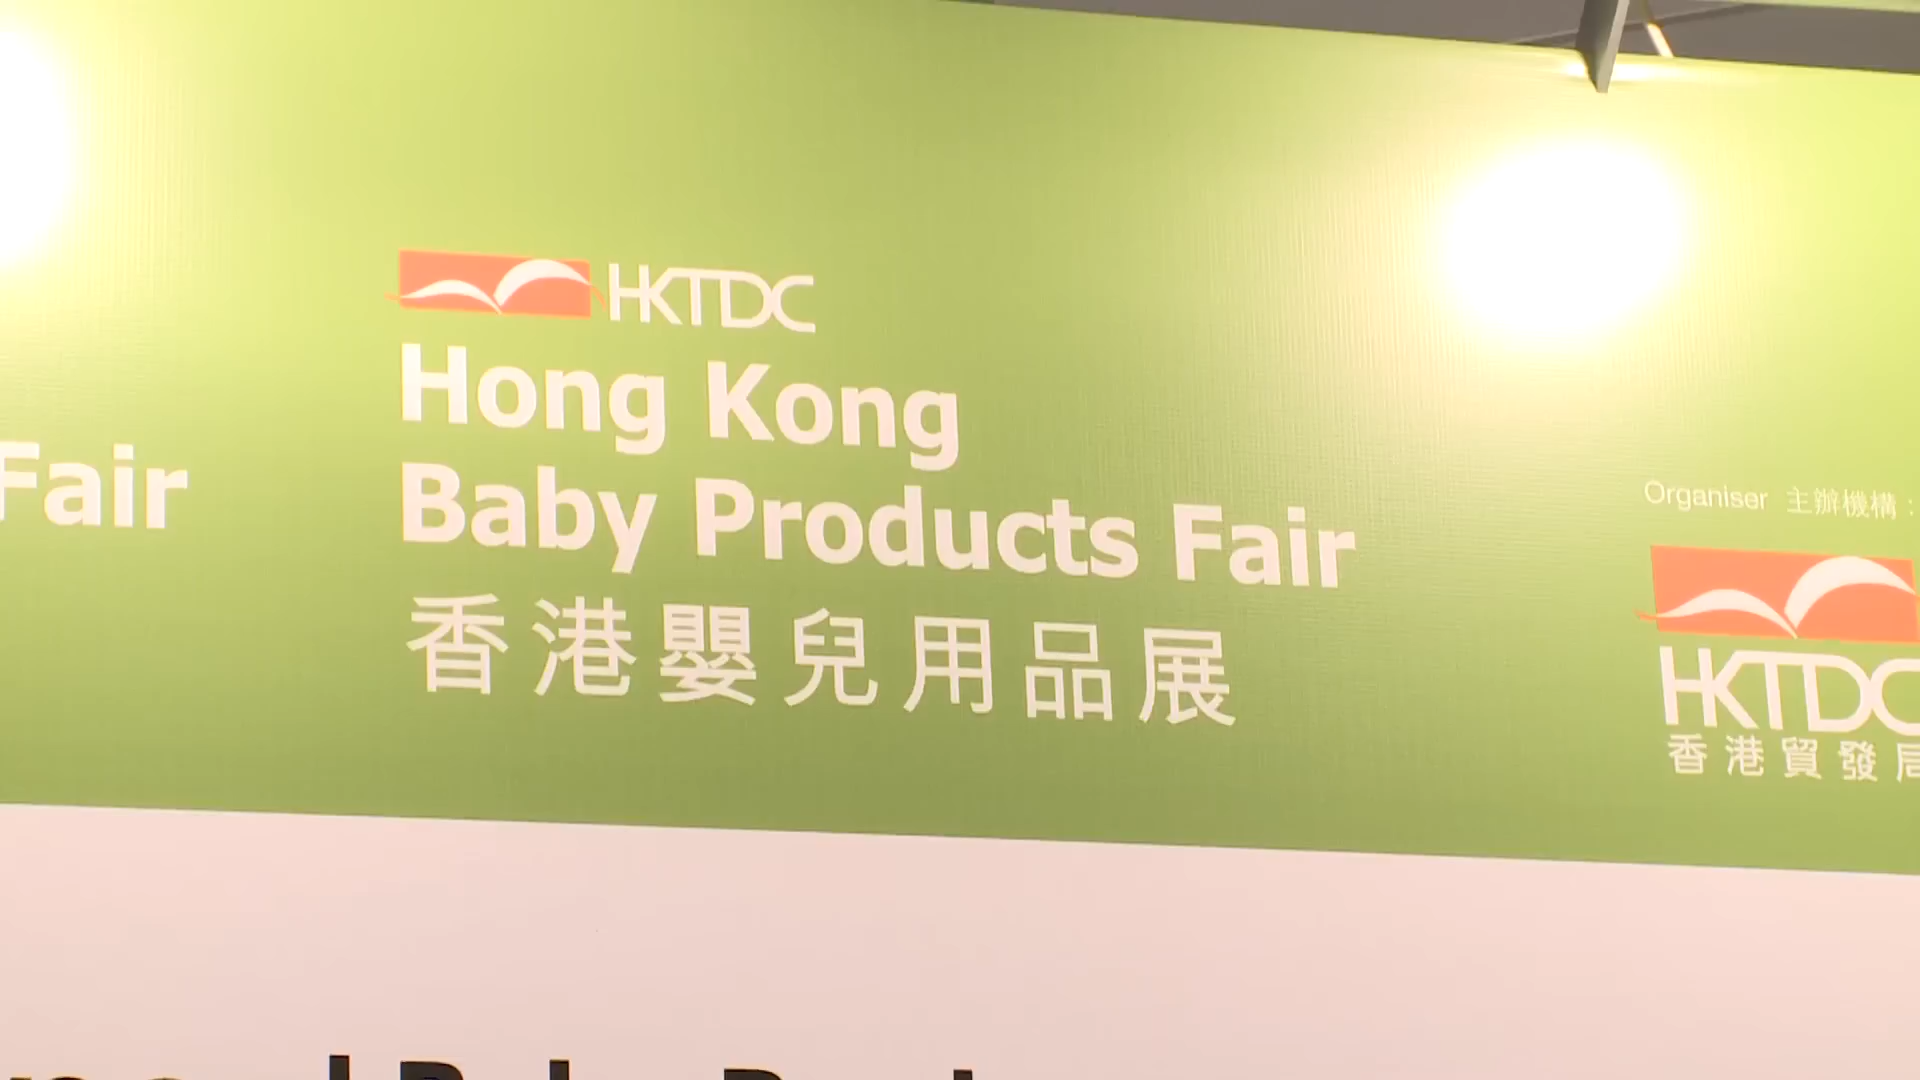 Fair
HKTDC
Hong Kong
Baby Products Fair
香港嬰兒用品展
Organiser 主辦機構：
HKTDC
香港貿發局